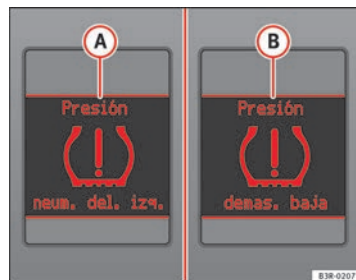 A
Presión
neum. del. izq.
B
Presión
demas. baja
B3R-0207